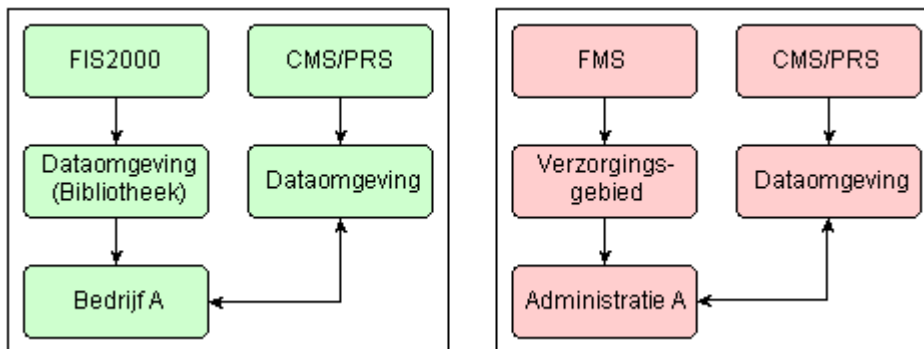 FIS2000
CMS/PRS
Dataomgeving
(Bibliotheek)
Dataomgeving
Bedrijf A
FMS
CMS/PRS
Verzorgings-
gebied
Dataomgeving
Administratie A